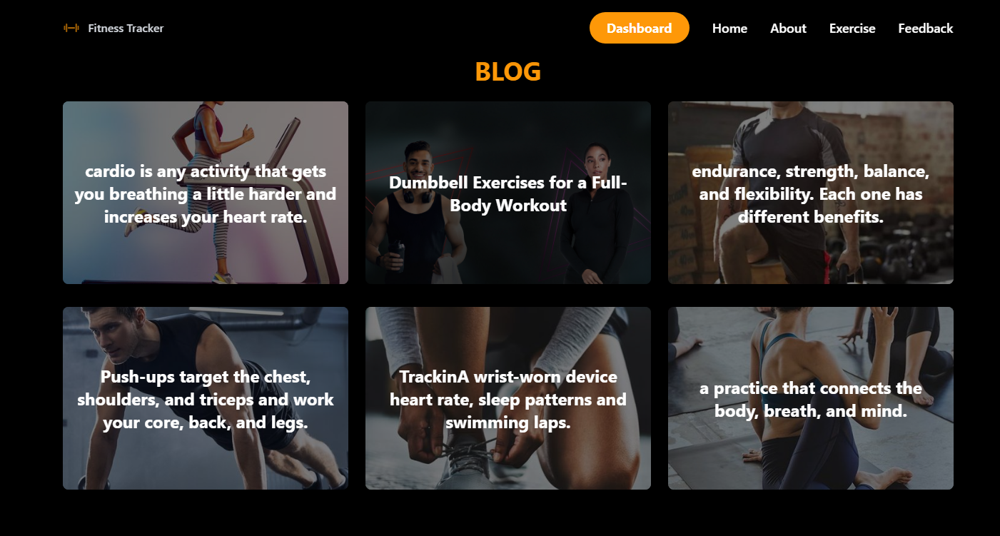 Fitness Tracker
Dashboard
Home
About
Exercise
Feedback
BLOG
cardio is any activity that gets
you breathing a little harder and
increases your heart rate.
Dumbbell Exercises for a Full-
Body Workout
endurance, strength, balance,
and flexibility. Each one has
different benefits.
Push-ups target the chest,
shoulders, and triceps and work
your core, back, and legs.
TrackinA wrist-worn device
heart rate, sleep patterns and
swimming laps.
a practice that connects the
body, breath, and mind.